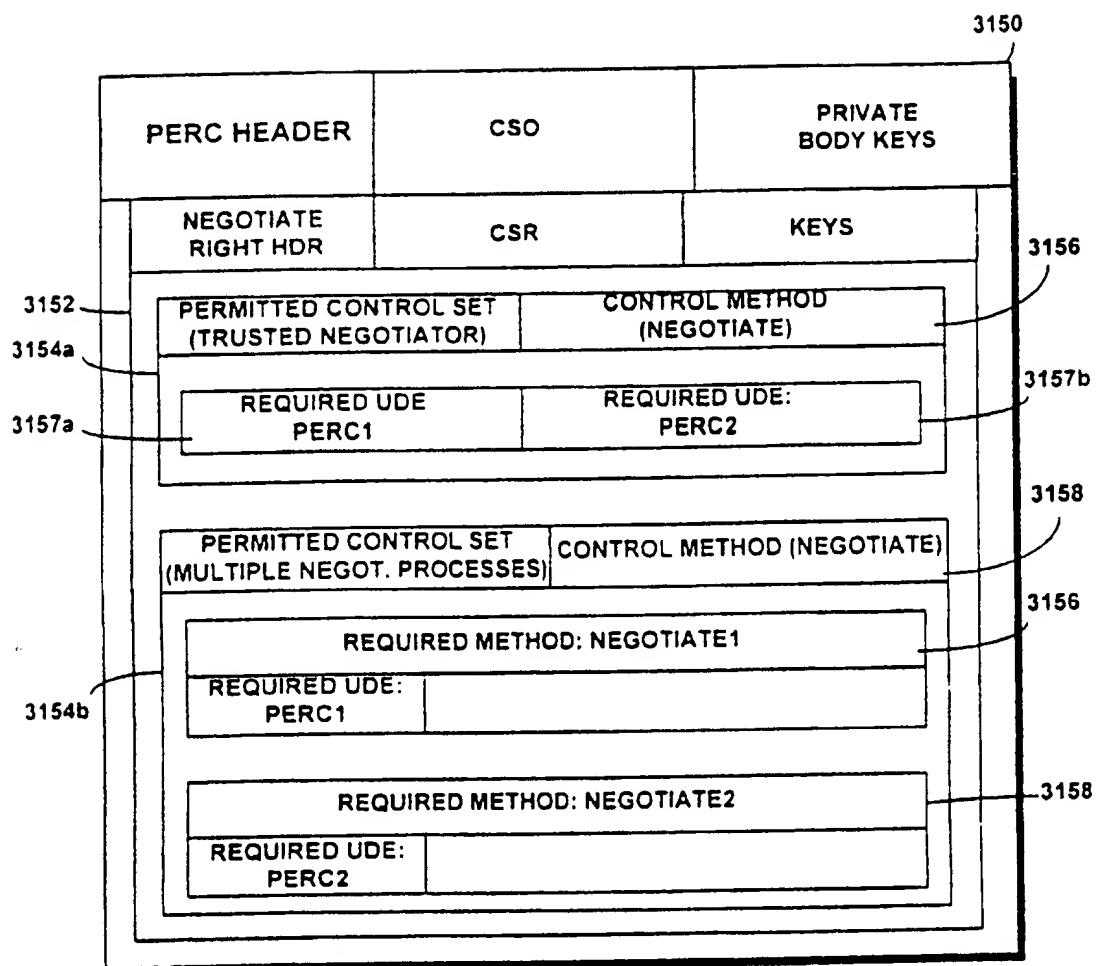 3150
PERC HEADER
CSO
PRIVATE
BODY KEYS
NEGOTIATE
RIGHT HDR
CSR
KEYS
3156
3152
PERMITTED CONTROL SET
(TRUSTED NEGOTIATOR)
CONTROL METHOD
(NEGOTIATE)
3154a
3157b
REQUIRED UDE
PERC1
REQUIRED UDE:
PERC2
3157a
3158
PERMITTED CONTROL SET
(MULTIPLE NEGOT. PROCESSES)
CONTROL METHOD (NEGOTIATE)
3156
REQUIRED METHOD: NEGOTIATE1
REQUIRED UDE:
PERC1
3154b
REQUIRED METHOD: NEGOTIATE2
3158
REQUIRED UDE:
PERC2